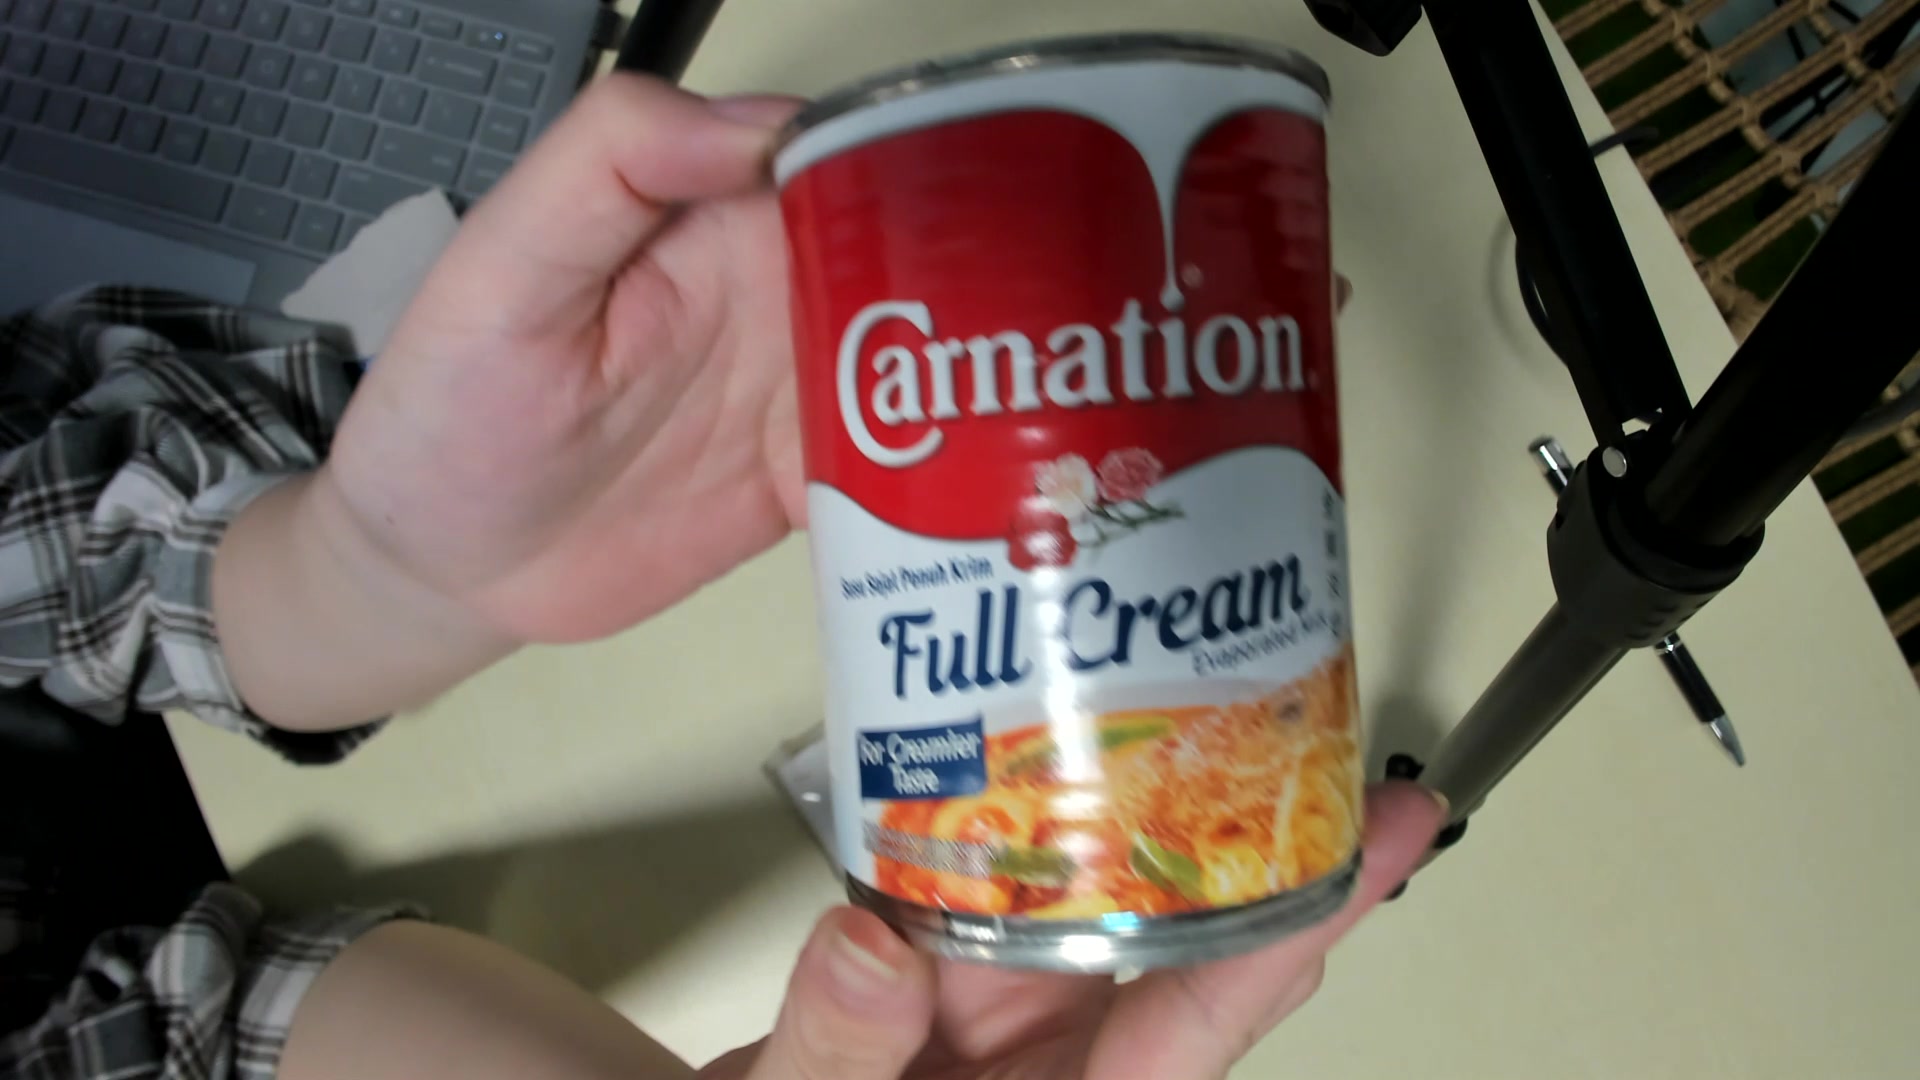 Carnation
Susu Sejat Penuh Krim
Full Cream
Evaporated Milk
For Creamier
Taste